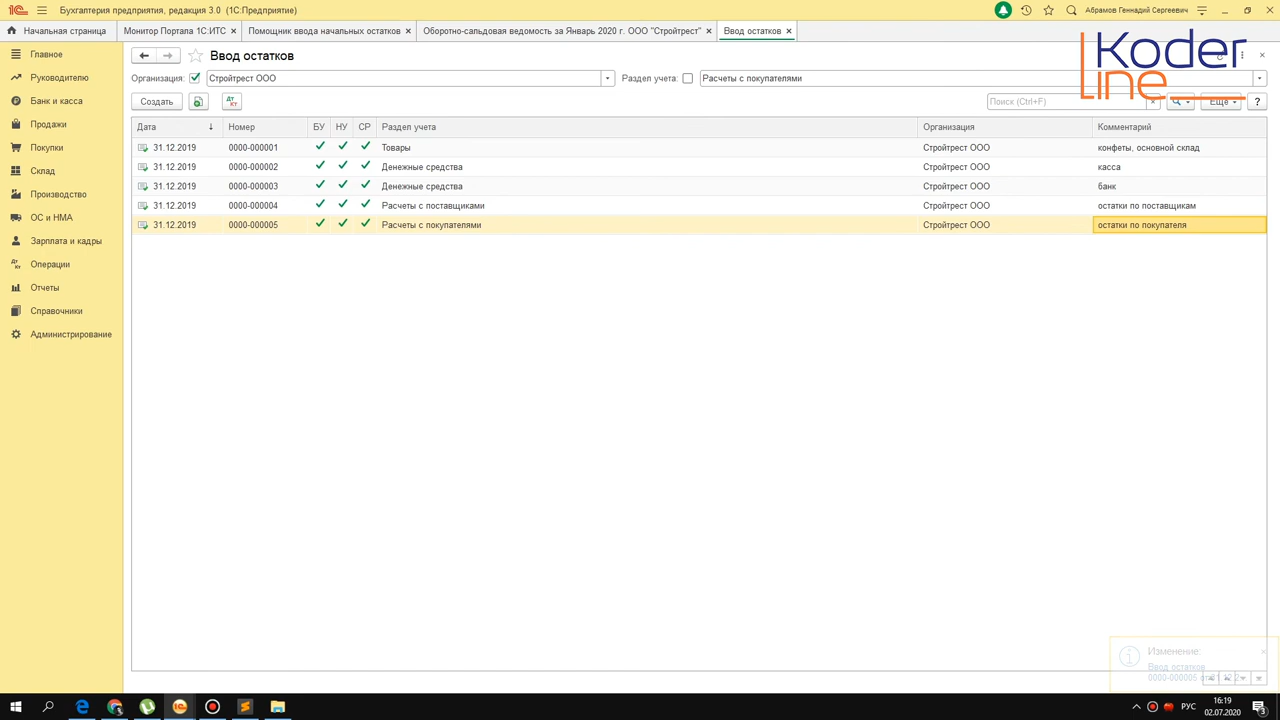 1С Бухгалтерия предприятия, редакция 3.0 (1С:Предприятие) Абрамов Геннадий Сергеевич
Начальная страница Монитор Портала 1С:ИТС × Помощник ввода начальных остатков × Оборотно-сальдовая ведомость за Январь 2020 г. ООО "Стройтрест" × Ввод остатков ×
Koder
Line
Главное
Руководителю
Банк и касса
Продажи
Покупки
Склад
Производство
ОС и НМА
Зарплата и кадры
Операции
Отчеты
Справочники
Администрирование
Ввод остатков
Организация: Стройтрест ООО Раздел учета: Расчеты с покупателями
Создать Дт Кт Поиск (Ctrl+F) × Еще ?
Дата ↓ Номер БУ НУ СР Раздел учета Организация Комментарий
31.12.2019 0000-000001 Товары Стройтрест ООО конфеты, основной склад
31.12.2019 0000-000002 Денежные средства Стройтрест ООО касса
31.12.2019 0000-000003 Денежные средства Стройтрест ООО банк
31.12.2019 0000-000004 Расчеты с поставщиками Стройтрест ООО остатки по поставщикам
31.12.2019 0000-000005 Расчеты с покупателями Стройтрест ООО остатки по покупателя
Изменение:
Ввод остатков
0000-000005 от
РУС 16:19
02.07.2020
3